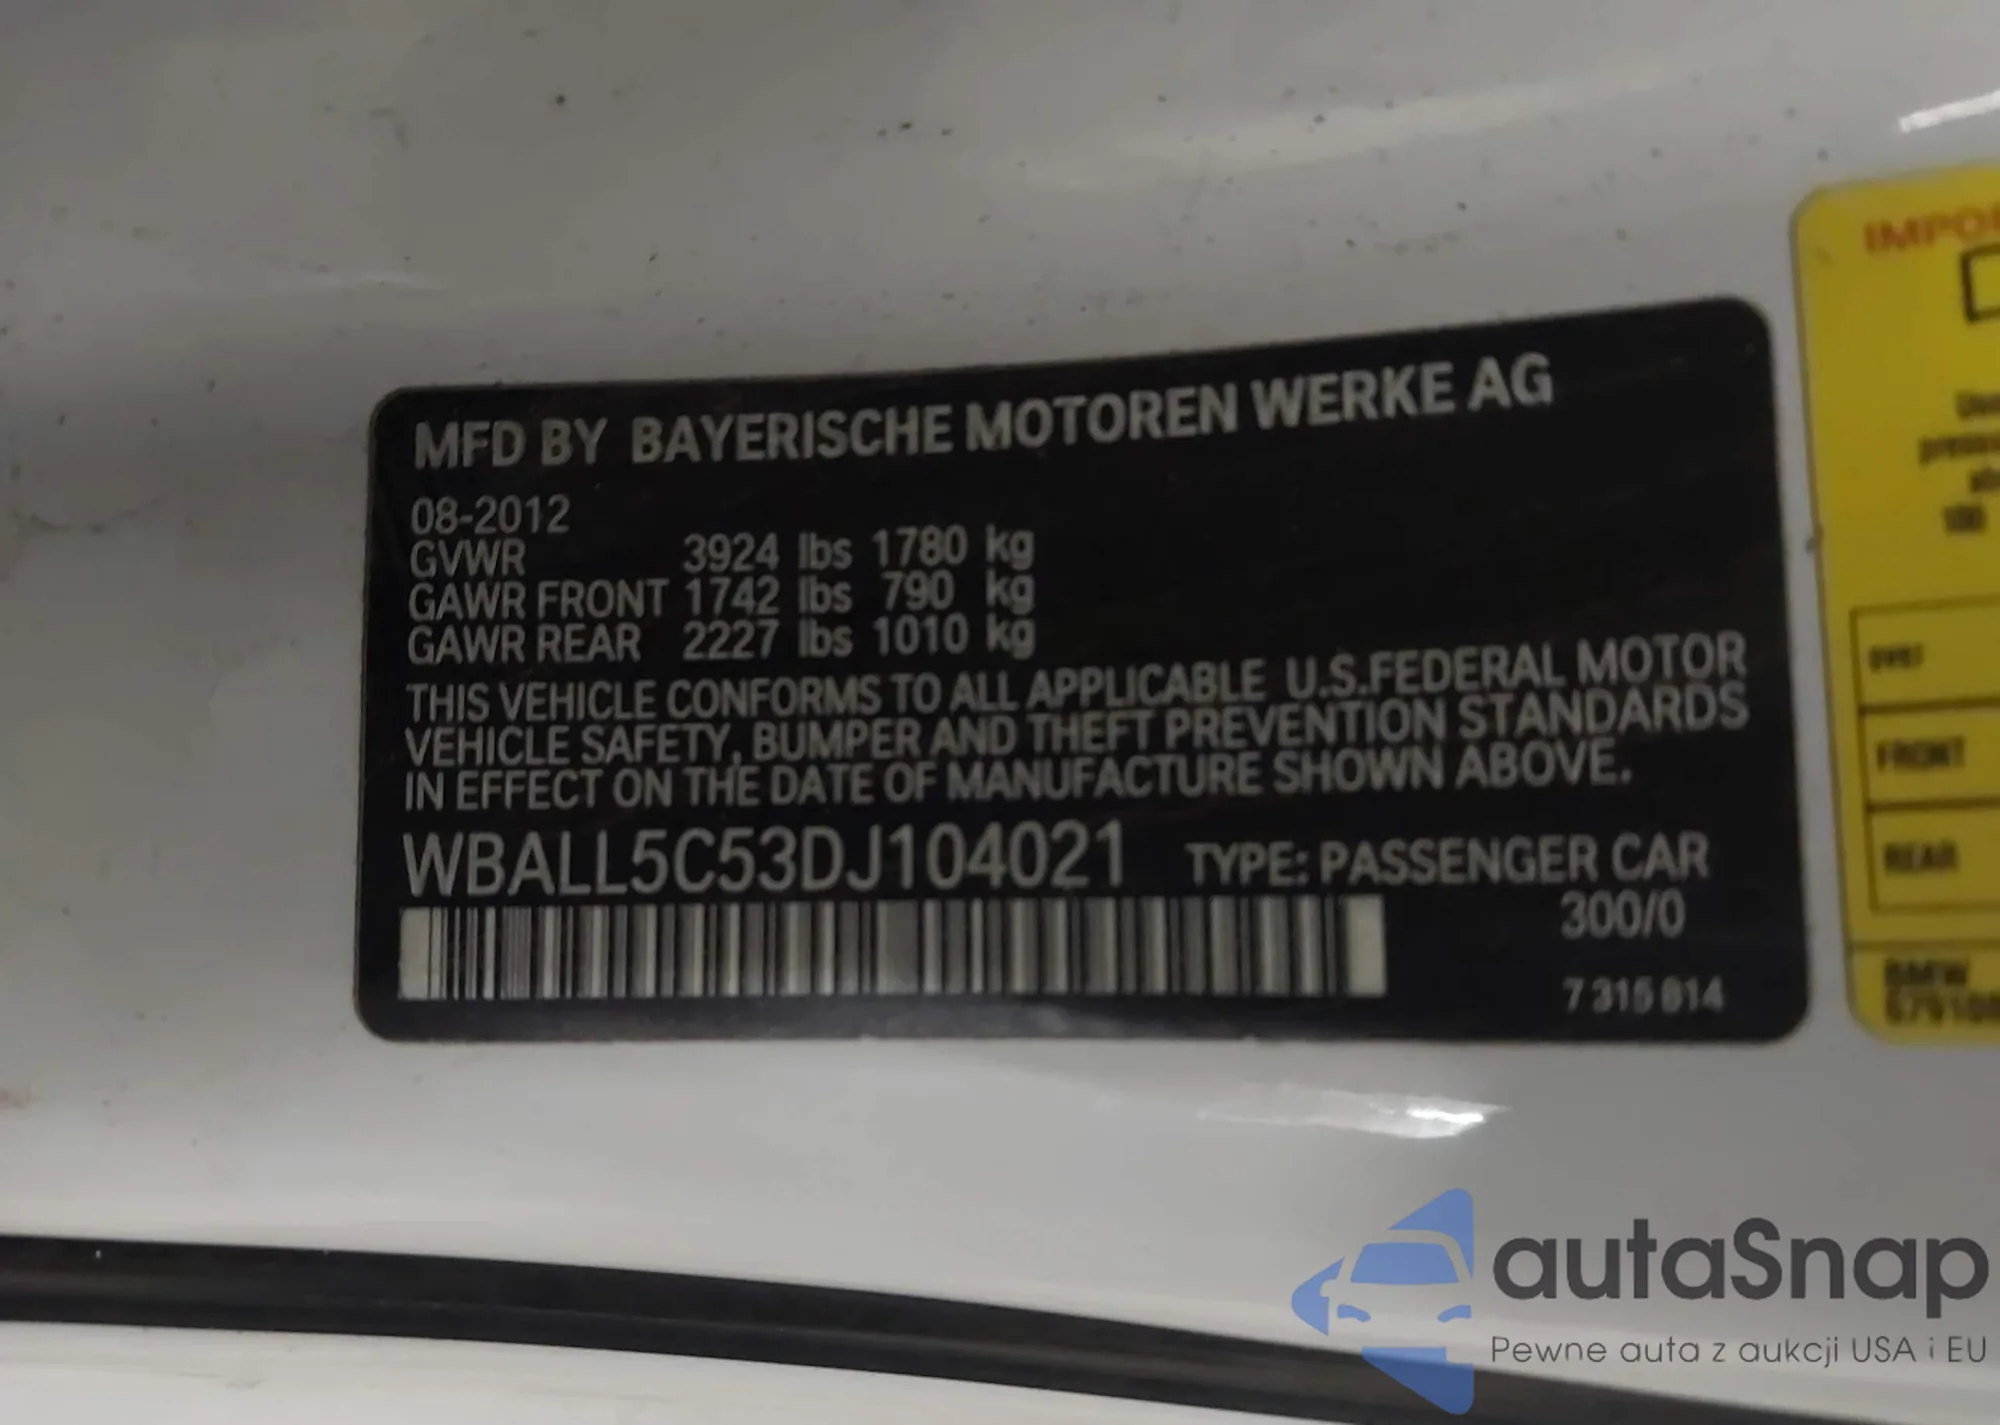 MFD BY BAYERISCHE MOTOREN WERKE AG
08-2012
GVWR 3924 lbs 1780 kg
GAWR FRONT 1742 lbs 790 kg
GAWR REAR 2227 lbs 1010 kg
THIS VEHICLE CONFORMS TO ALL APPLICABLE U.S.FEDERAL MOTOR
VEHICLE SAFETY, BUMPER AND THEFT PREVENTION STANDARDS
IN EFFECT ON THE DATE OF MANUFACTURE SHOWN ABOVE.
WBALL5C53DJ104021 TYPE: PASSENGER CAR
300/0
7 315 814
100
FRONT
REAR
BMW
autaSnap
Pewne auta z aukcji USA i EU